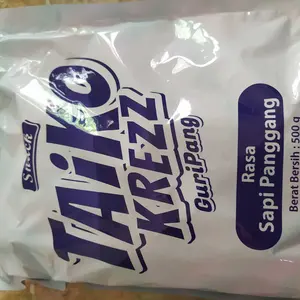 Snack
TAiKo
KREZZ
GuriPang
Rasa
Sapi Panggang
Berat Bersih : 500 g